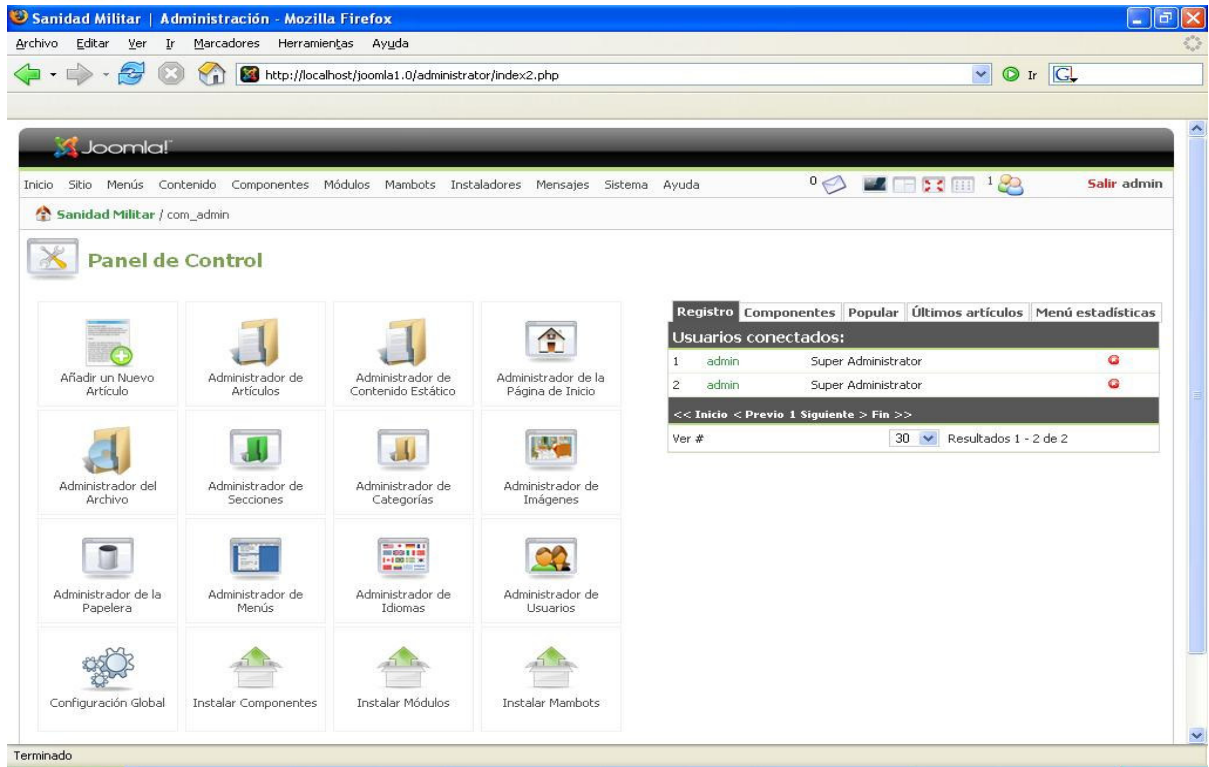 Sanidad Militar | Administración - Mozilla Firefox
Archivo Editar Ver Ir Marcadores Herramientas Ayuda
http://localhost/joomla1.0/administrator/index2.php Ir G
Joomla!
Inicio Sitio Menús Contenido Componentes Módulos Mambots Instaladores Mensajes Sistema Ayuda 0 1 Salir admin
Sanidad Militar / com_admin
Panel de Control
Añadir un Nuevo
Artículo
Administrador de
Artículos
Administrador de
Contenido Estático
Administrador de la
Página de Inicio
Administrador del
Archivo
Administrador de
Secciones
Administrador de
Categorías
Administrador de
Imágenes
Administrador de la
Papelera
Administrador de
Menús
Administrador de
Idiomas
Administrador de
Usuarios
Configuración Global
Instalar Componentes
Instalar Módulos
Instalar Mambots
Registro Componentes Popular Últimos artículos Menú estadísticas
Usuarios conectados:
1 admin Super Administrator
2 admin Super Administrator
<< Inicio < Previo 1 Siguiente > Fin >>
Ver # 30 Resultados 1 - 2 de 2
Terminado